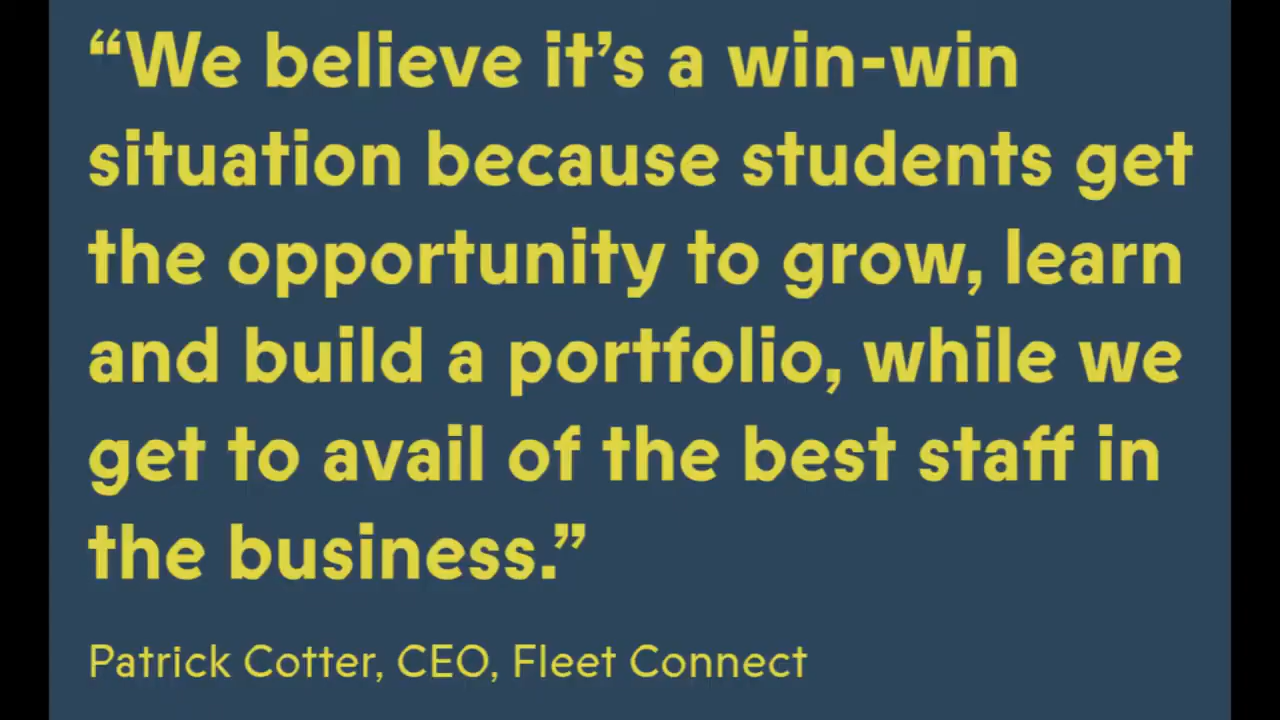 “We believe it’s a win-win
situation because students get
the opportunity to grow, learn
and build a portfolio, while we
get to avail of the best staff in
the business.”
Patrick Cotter, CEO, Fleet Connect